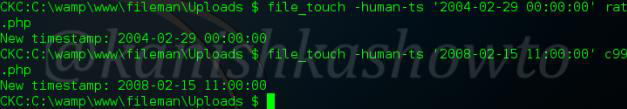 CKC:C:\wamp\www\fileman\Uploads $ file_touch -human-ts '2004-02-29 00:00:00' rat
.php
New timestamp: 2004-02-29 00:00:00
CKC:C:\wamp\www\fileman\Uploads $ file_touch -human-ts '2008-02-15 11:00:00' c99
.php
New timestamp: 2008-02-15 11:00:00
CKC:C:\wamp\www\fileman\Uploads $